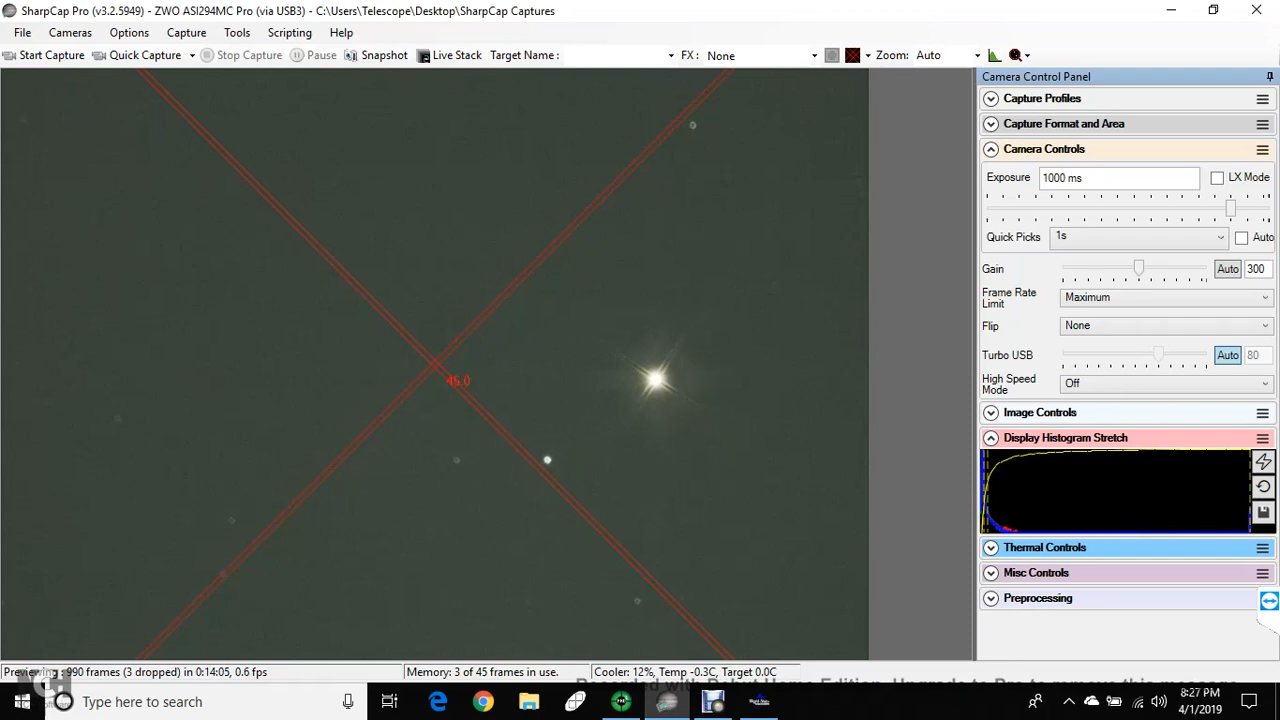 SharpCap Pro (v3.2.5949) - ZWO ASI294MC Pro (via USB3) - C:\Users\Telescope\Desktop\SharpCap Captures
File Cameras Options Capture Tools Scripting Help
Start Capture Quick Capture Stop Capture Pause Snapshot Live Stack Target Name : FX : None Zoom: Auto
Camera Control Panel
Capture Profiles
Capture Format and Area
Camera Controls
Exposure 1000 ms LX Mode
Quick Picks 1s Auto
Gain Auto 300
Frame Rate Limit Maximum
Flip None
Turbo USB Auto 80
High Speed Mode Off
Image Controls
Display Histogram Stretch
Thermal Controls
Misc Controls
Preprocessing
45.0
Previewing : 990 frames (3 dropped) in 0:14:05, 0.6 fps Memory: 3 of 45 frames in use. Cooler: 12%, Temp -0.3C, Target 0.0C
Type here to search
8:27 PM
4/1/2019